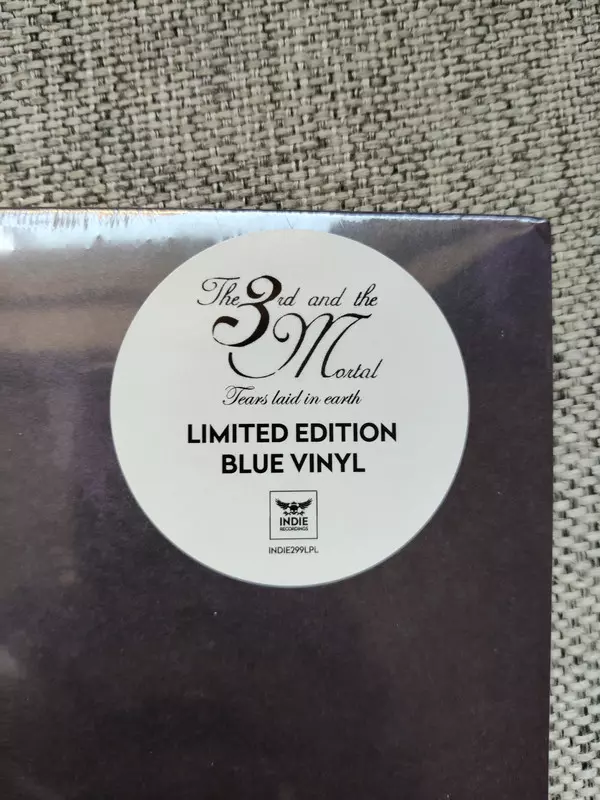 The 3rd and the
Mortal
Tears laid in earth
LIMITED EDITION
BLUE VINYL
INDIE
RECORDINGS
INDIE299LPL